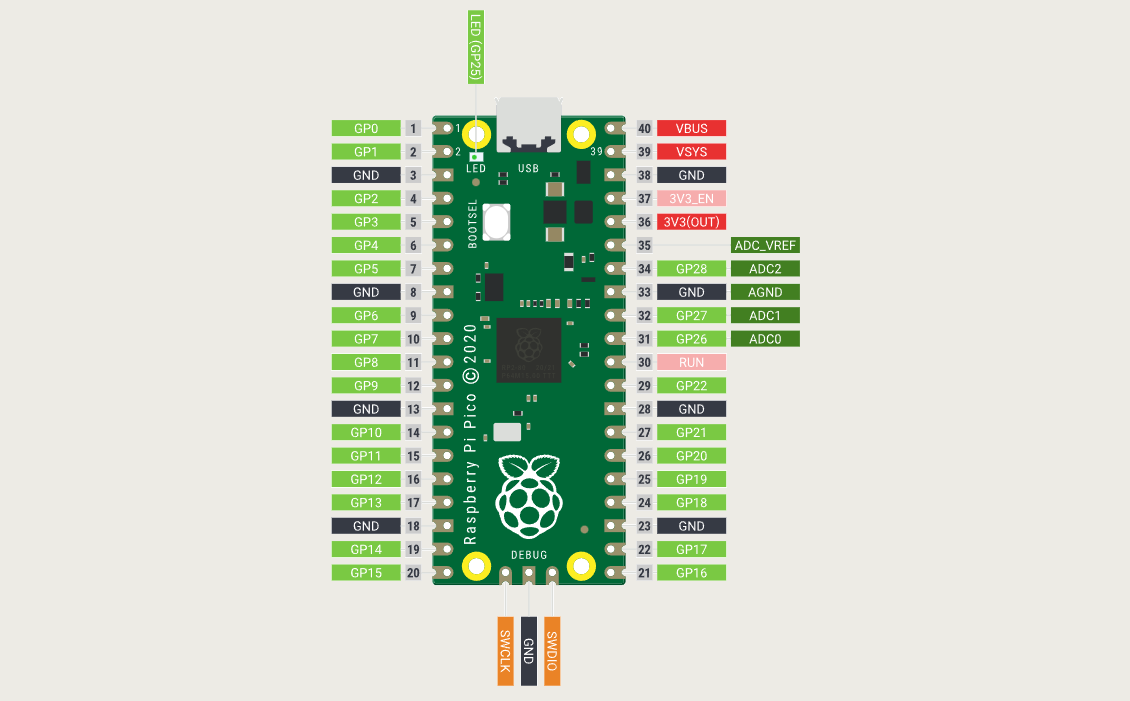 LED (GP25)
GP0 1 1 40 VBUS
GP1 2 2 39 39 VSYS
GND 3 LED USB 38 GND
GP2 4 37 3V3_EN
GP3 5 BOOTSEL 36 3V3(OUT)
GP4 6 35 ADC_VREF
GP5 7 34 GP28 ADC2
GND 8 33 GND AGND
GP6 9 32 GP27 ADC1
GP7 10 31 GP26 ADC0
GP8 11 30 RUN
GP9 12 29 GP22
GND 13 28 GND
GP10 14 27 GP21
GP11 15 26 GP20
GP12 16 25 GP19
GP13 17 24 GP18
GND 18 23 GND
GP14 19 22 GP17
GP15 20 21 GP16
Raspberry Pi Pico ©2020
DEBUG
SWCLK GND SWDIO